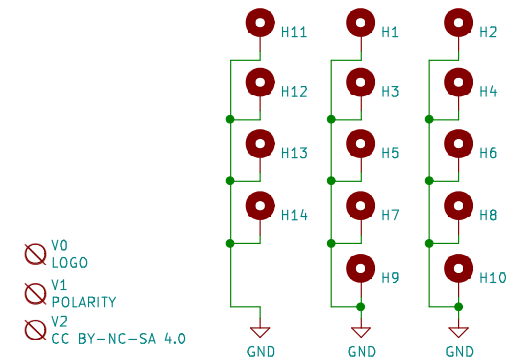 H11 H1 H2
H12 H3 H4
H13 H5 H6
H14 H7 H8
V0
LOGO
H9 H10
V1
POLARITY
V2
CC BY-NC-SA 4.0
GND GND GND